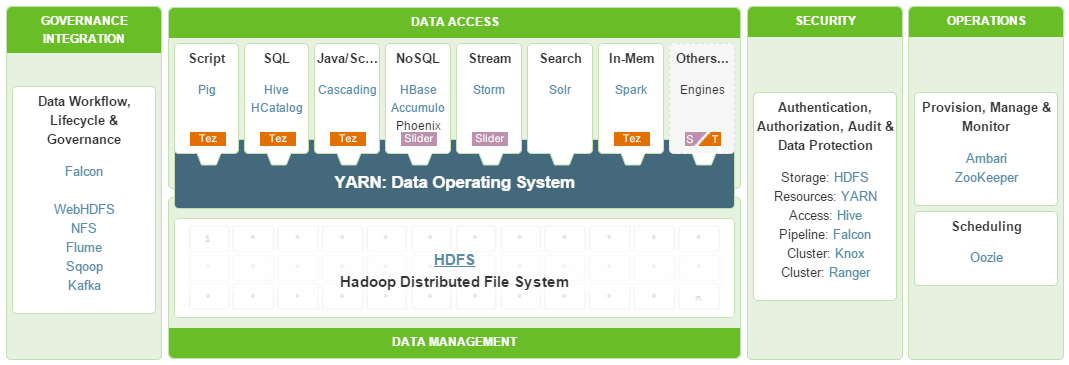 GOVERNANCE
INTEGRATION
Data Workflow,
Lifecycle &
Governance
Falcon
WebHDFS
NFS
Flume
Sqoop
Kafka
DATA ACCESS
Script
Pig
Tez
SQL
Hive
HCatalog
Tez
Java/Sc...
Cascading
Tez
NoSQL
HBase
Accumulo
Phoenix
Slider
Stream
Storm
Slider
Search
Solr
In-Mem
Spark
Tez
Others...
Engines
S T
YARN: Data Operating System
1
HDFS
Hadoop Distributed File System
n
DATA MANAGEMENT
SECURITY
Authentication,
Authorization, Audit &
Data Protection
Storage: HDFS
Resources: YARN
Access: Hive
Pipeline: Falcon
Cluster: Knox
Cluster: Ranger
OPERATIONS
Provision, Manage &
Monitor
Ambari
ZooKeeper
Scheduling
Oozie